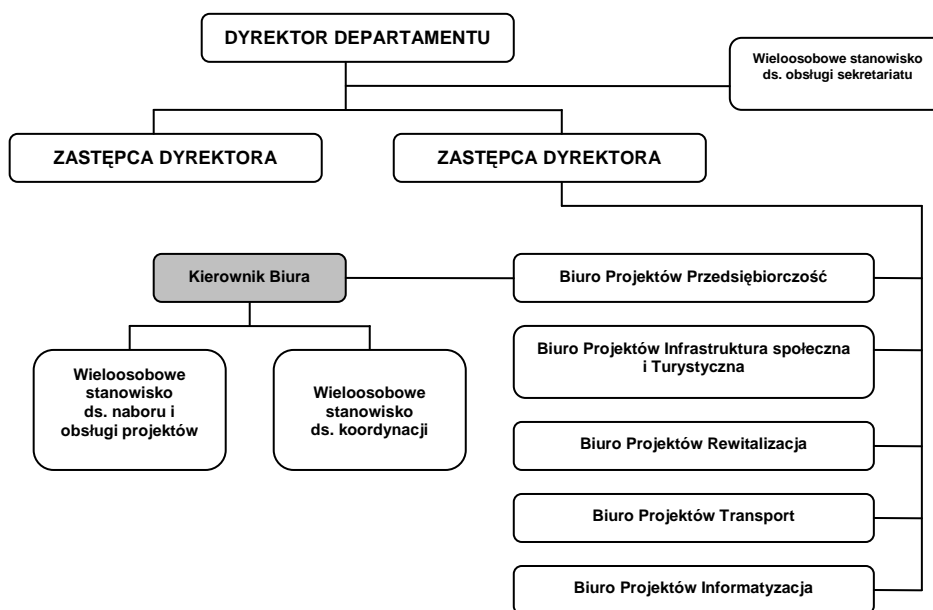 DYREKTOR DEPARTAMENTU
Wieloosobowe stanowisko
ds. obsługi sekretariatu
ZASTĘPCA DYREKTORA
ZASTĘPCA DYREKTORA
Kierownik Biura
Biuro Projektów Przedsiębiorczość
Biuro Projektów Infrastruktura społeczna
i Turystyczna
Wieloosobowe
stanowisko
ds. naboru i
obsługi projektów
Wieloosobowe
stanowisko
ds. koordynacji
Biuro Projektów Rewitalizacja
Biuro Projektów Transport
Biuro Projektów Informatyzacja